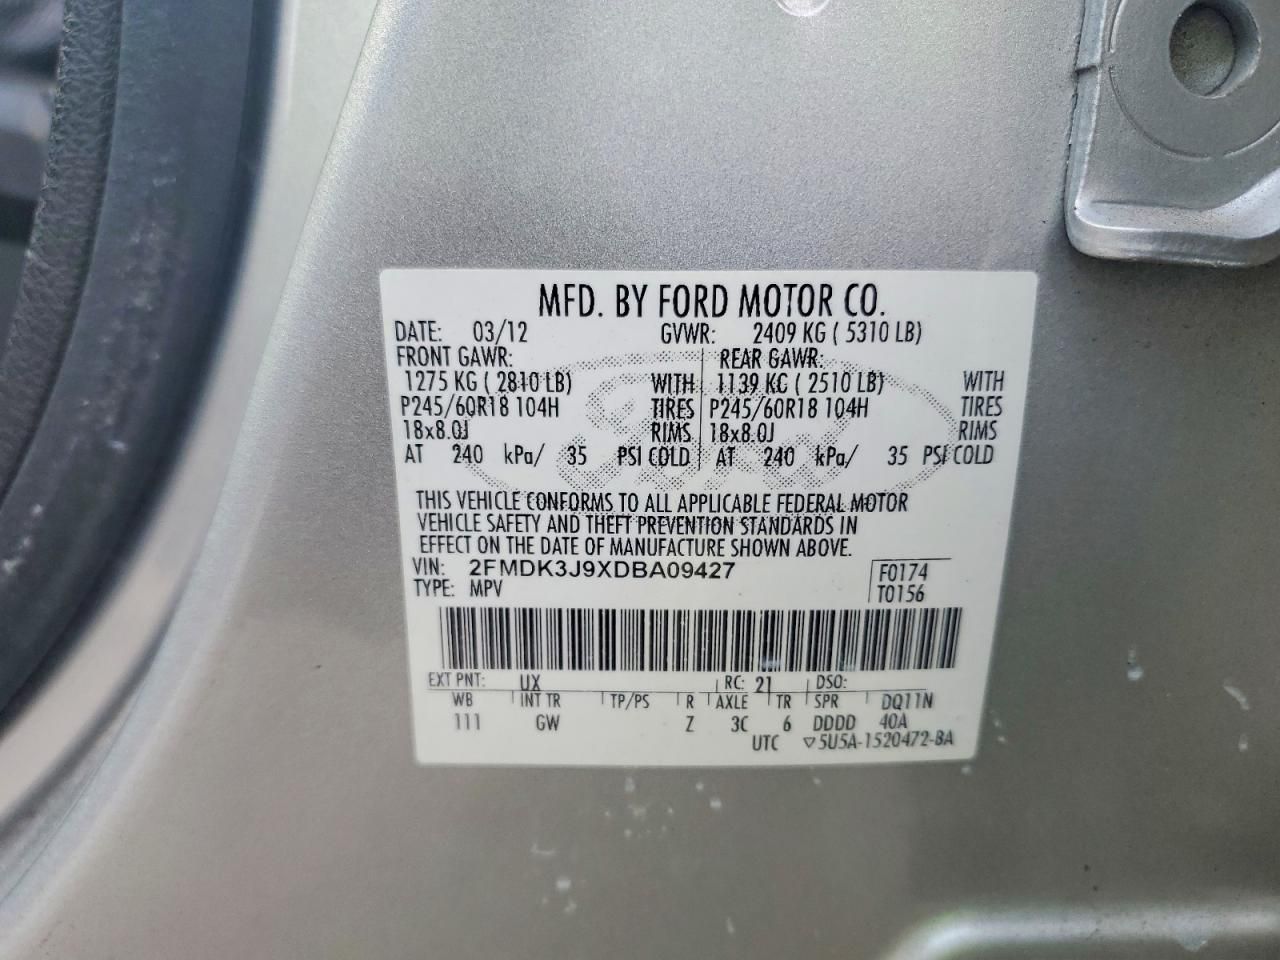 MFD. BY FORD MOTOR CO.
DATE: 03/12 GVWR: 2409 KG ( 5310 LB)
FRONT GAWR: REAR GAWR:
1275 KG ( 2810 LB) WITH 1139 KG ( 2510 LB) WITH
P245/60R18 104H TIRES P245/60R18 104H TIRES
18x8.0J RIMS 18x8.0J RIMS
AT 240 kPa/ 35 PSI COLD AT 240 kPa/ 35 PSI COLD
THIS VEHICLE CONFORMS TO ALL APPLICABLE FEDERAL MOTOR
VEHICLE SAFETY AND THEFT PREVENTION STANDARDS IN
EFFECT ON THE DATE OF MANUFACTURE SHOWN ABOVE.
VIN: 2FMDK3J9XDBA09427 F0174
TYPE: MPV T0156
EXT PNT: UX RC: 21 DSO:
WB INT TR TP/PS R AXLE TR SPR DQ11N
111 GW Z 3C 6 DDDD 40A
UTC ▽5U5A-1520472-BA